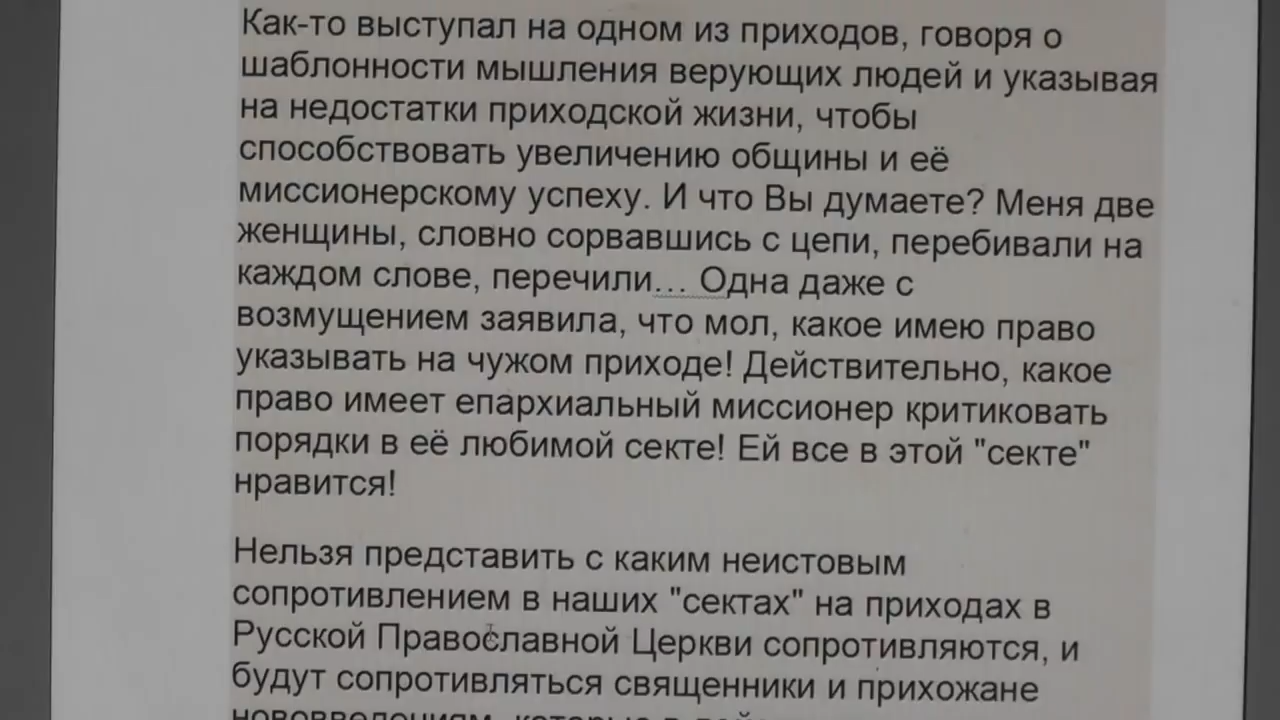 Как-то выступал на одном из приходов, говоря о
шаблонности мышления верующих людей и указывая
на недостатки приходской жизни, чтобы
способствовать увеличению общины и её
миссионерскому успеху. И что Вы думаете? Меня две
женщины, словно сорвавшись с цепи, перебивали на
каждом слове, перечили… Одна даже с
возмущением заявила, что мол, какое имею право
указывать на чужом приходе! Действительно, какое
право имеет епархиальный миссионер критиковать
порядки в её любимой секте! Ей все в этой "секте"
нравится!
Нельзя представить с каким неистовым
сопротивлением в наших "сектах" на приходах в
Русской Православной Церкви сопротивляются, и
будут сопротивляться священники и прихожане
нововведениям, которые